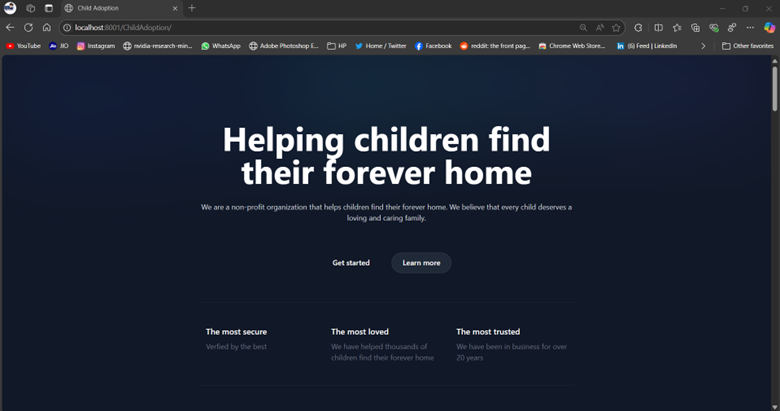 Child Adoption
localhost:8001/ChildAdoption/
YouTube
JIO
Instagram
nvidia-research-min...
WhatsApp
Adobe Photoshop E...
HP
Home / Twitter
Facebook
reddit: the front pag...
Chrome Web Store...
(6) Feed | LinkedIn
Other favorites
Helping children find
their forever home
We are a non-profit organization that helps children find their forever home. We believe that every child deserves a
loving and caring family.
Get started
Learn more
The most secure
Verfied by the best
The most loved
We have helped thousands of
children find their forever home
The most trusted
We have been in business for over
20 years